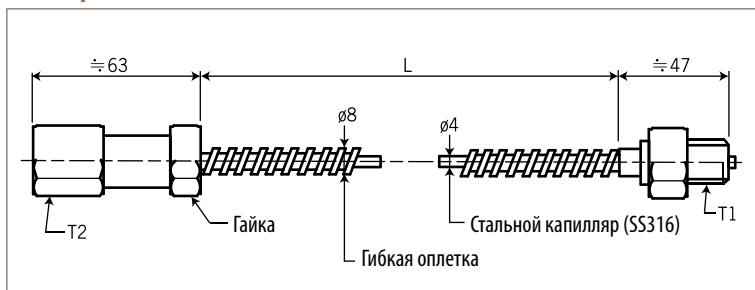 ≒63
L
≒47
ø8
ø4
T2
Гайка
Стальной капилляр (SS316)
T1
Гибкая оплетка